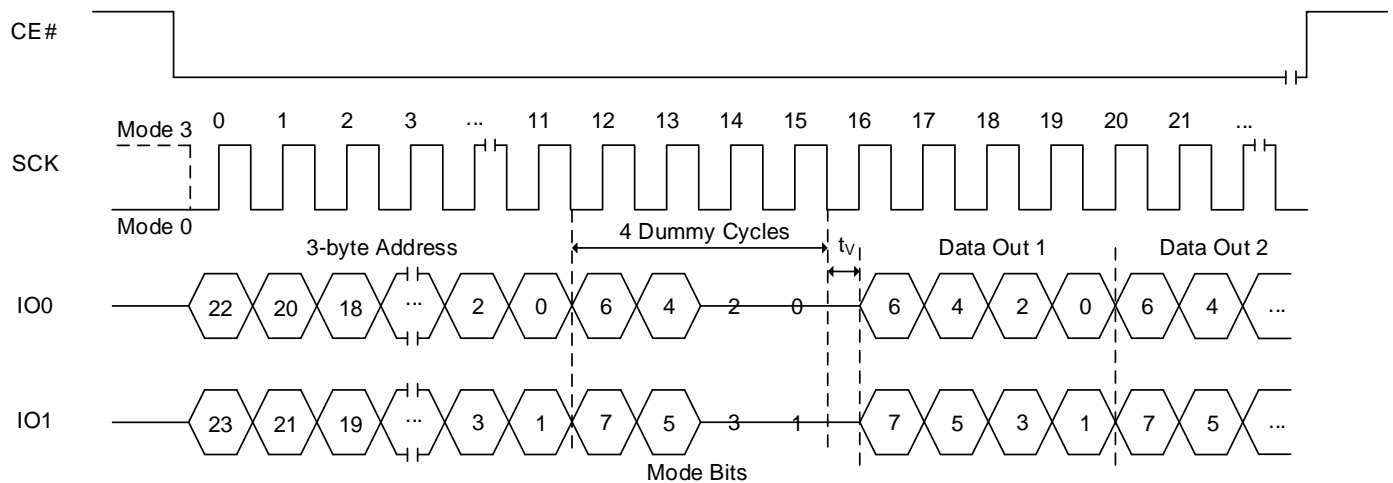 CE#
0 1 2 3 ... 11 12 13 14 15 16 17 18 19 20 21 ...
Mode 3
SCK
Mode 0
4 Dummy Cycles
tV
3-byte Address
Data Out 1
Data Out 2
IO0 22 20 18 ... 2 0 6 4 2 0 6 4 2 0 6 4 ...
IO1 23 21 19 ... 3 1 7 5 3 1 7 5 3 1 7 5 ...
Mode Bits